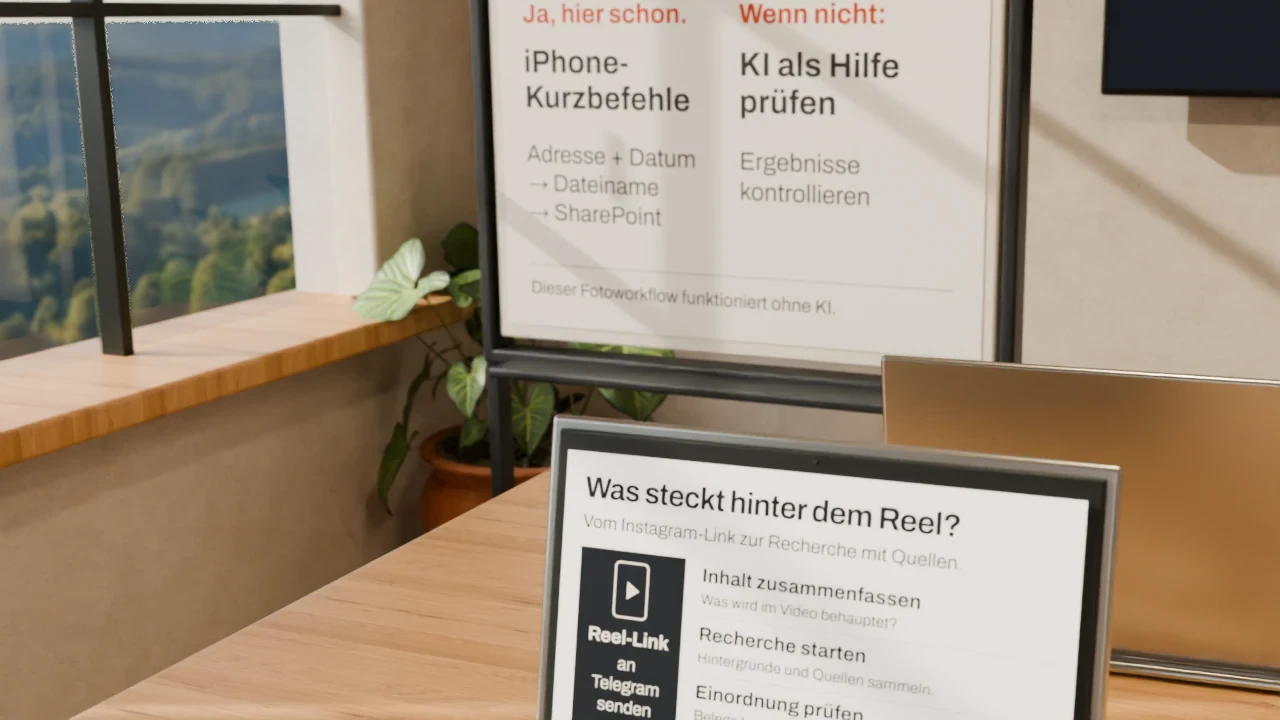 Ja, hier schon.
iPhone-
Kurzbefehle
Adresse + Datum
→ Dateiname
→ SharePoint
Wenn nicht:
KI als Hilfe
prüfen
Ergebnisse
kontrollieren
Dieser Fotoworkflow funktioniert ohne KI.
Was steckt hinter dem Reel?
Vom Instagram-Link zur Recherche mit Quellen.
Reel-Link
an
Telegram
senden
Inhalt zusammenfassen
Was wird im Video behauptet?
Recherche starten
Hintergründe und Quellen sammeln.
Einordnung prüfen